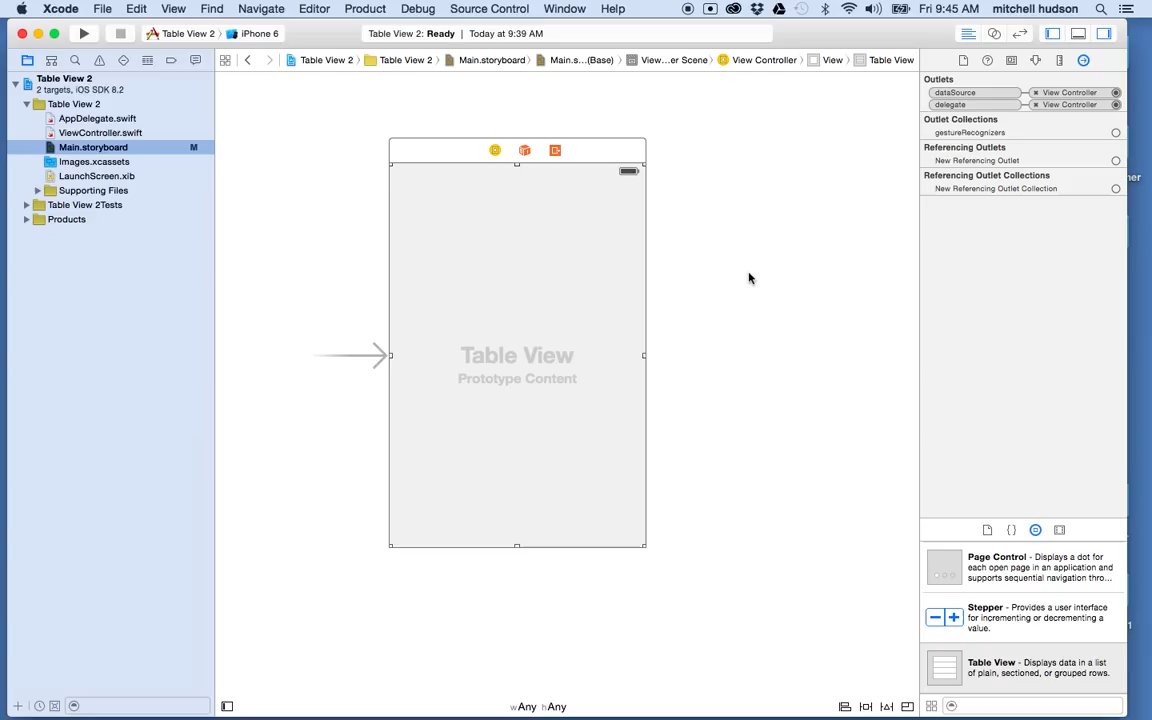 Xcode File Edit View Find Navigate Editor Product Debug Source Control Window Help Fri 9:45 AM mitchell hudson
Table View 2 iPhone 6 Table View 2: Ready Today at 9:39 AM
Table View 2 Table View 2 Main.storyboard Main.s...(Base) View...er Scene View Controller View Table View
Table View 2
2 targets, iOS SDK 8.2
Table View 2
AppDelegate.swift
ViewController.swift
Main.storyboard M
Images.xcassets
LaunchScreen.xib
Supporting Files
Table View 2Tests
Products
Table View
Prototype Content
wAny hAny
Outlets
dataSource View Controller
delegate View Controller
Outlet Collections
gestureRecognizers
Referencing Outlets
New Referencing Outlet
Referencing Outlet Collections
New Referencing Outlet Collection
Page Control - Displays a dot for
each open page in an application and
supports sequential navigation thro...
Stepper - Provides a user interface
for incrementing or decrementing a
value.
Table View - Displays data in a list
of plain, sectioned, or grouped rows.
ner
1